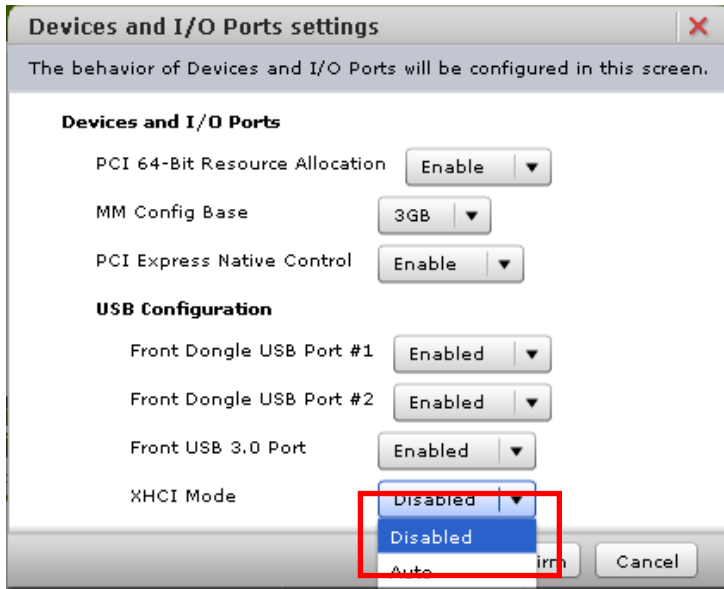 Devices and I/O Ports settings
The behavior of Devices and I/O Ports will be configured in this screen.
Devices and I/O Ports
PCI 64-Bit Resource Allocation Enable
MM Config Base 3GB
PCI Express Native Control Enable
USB Configuration
Front Dongle USB Port #1 Enabled
Front Dongle USB Port #2 Enabled
Front USB 3.0 Port Enabled
XHCI Mode Disabled
Disabled
Auto
Cancel